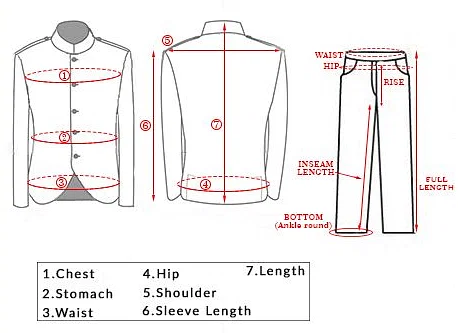 ①
②
③
④
⑤
⑥
⑦
WAIST
HIP
RISE
INSEAM
LENGTH
FULL
LENGTH
BOTTOM
(Ankle round)
1.Chest
4.Hip
7.Length
2.Stomach
5.Shoulder
3.Waist
6.Sleeve Length